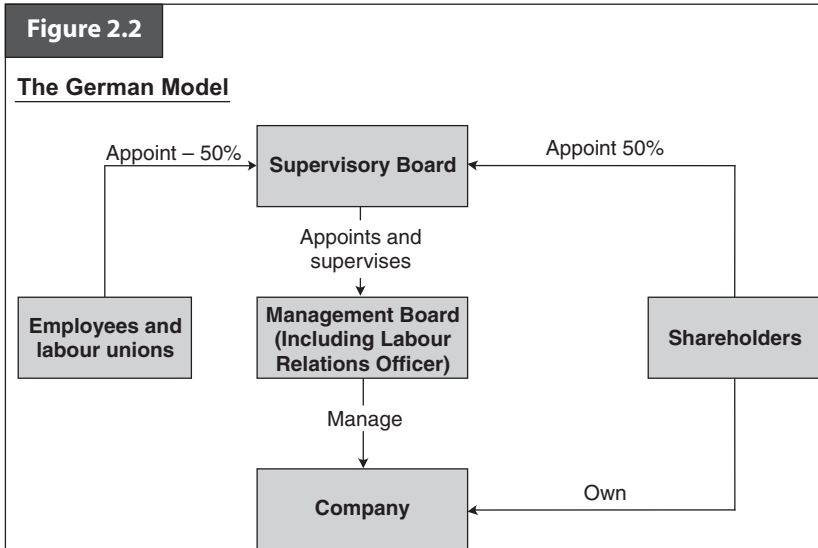 Figure 2.2
The German Model
Appoint – 50%
Supervisory Board
Appoint 50%
Appoints and
supervises
Employees and
labour unions
Management Board
(Including Labour
Relations Officer)
Shareholders
Manage
Company
Own